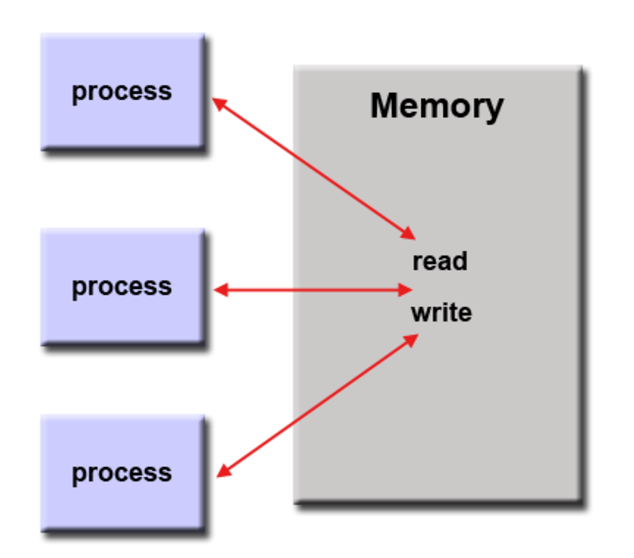 process
Memory
process
read
write
process